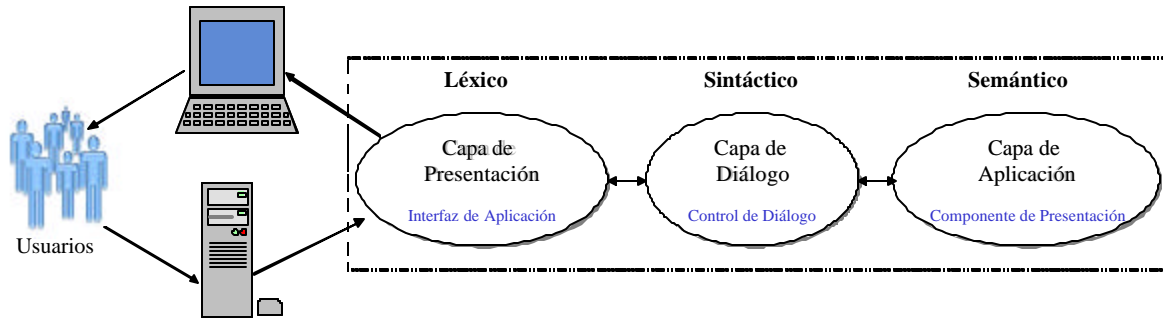 Léxico
Sintáctico
Semántico
Capa de
Presentación
Interfaz de Aplicación
Capa de
Diálogo
Control de Diálogo
Capa de
Aplicación
Componente de Presentación
Usuarios